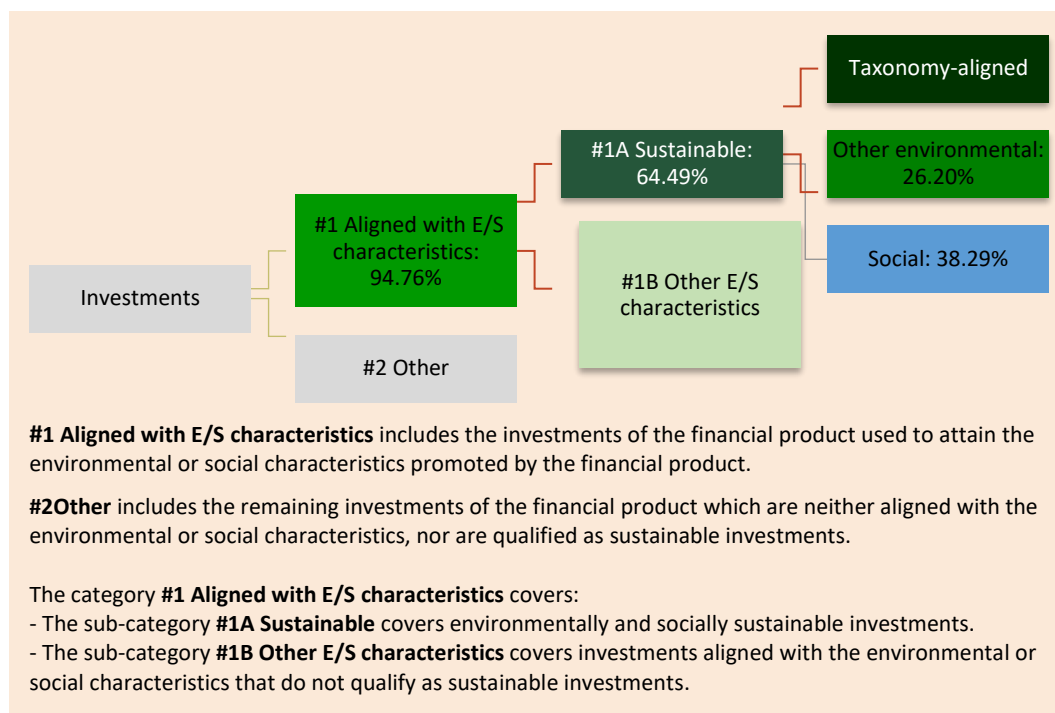 Taxonomy-aligned
#1A Sustainable:
64.49%
Other environmental:
26.20%
#1 Aligned with E/S
characteristics:
94.76%
Social: 38.29%
#1B Other E/S
characteristics
Investments
#2 Other
#1 Aligned with E/S characteristics includes the investments of the financial product used to attain the
environmental or social characteristics promoted by the financial product.
#2Other includes the remaining investments of the financial product which are neither aligned with the
environmental or social characteristics, nor are qualified as sustainable investments.
The category #1 Aligned with E/S characteristics covers:
- The sub-category #1A Sustainable covers environmentally and socially sustainable investments.
- The sub-category #1B Other E/S characteristics covers investments aligned with the environmental or
social characteristics that do not qualify as sustainable investments.